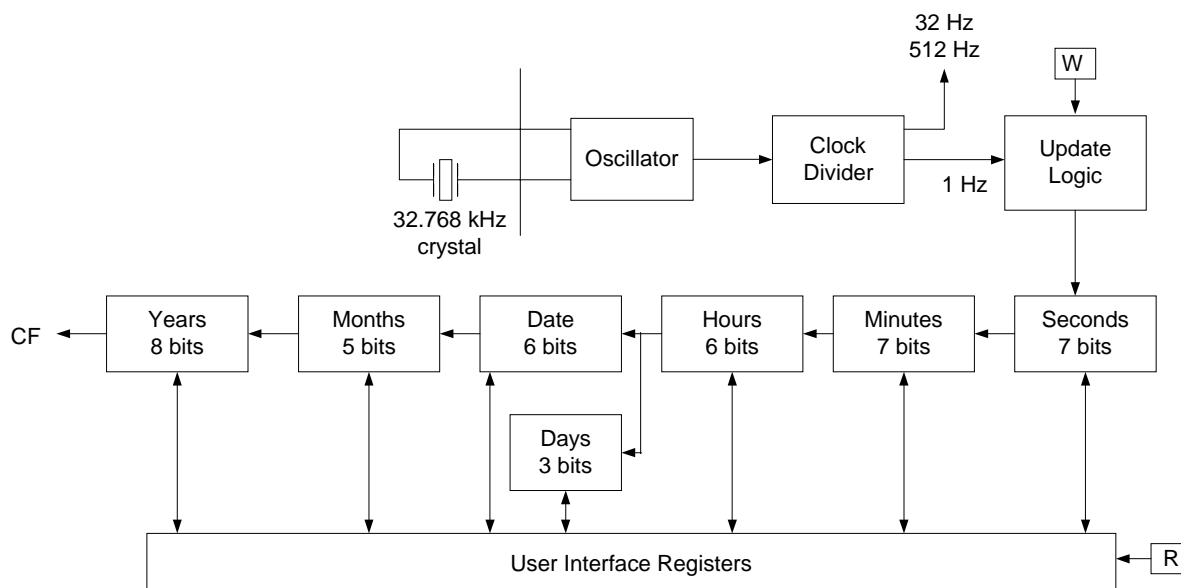 32 Hz
512 Hz
W
Oscillator
Clock
Divider
Update
Logic
1 Hz
32.768 kHz
crystal
CF
Years
8 bits
Months
5 bits
Date
6 bits
Hours
6 bits
Minutes
7 bits
Seconds
7 bits
Days
3 bits
User Interface Registers
R